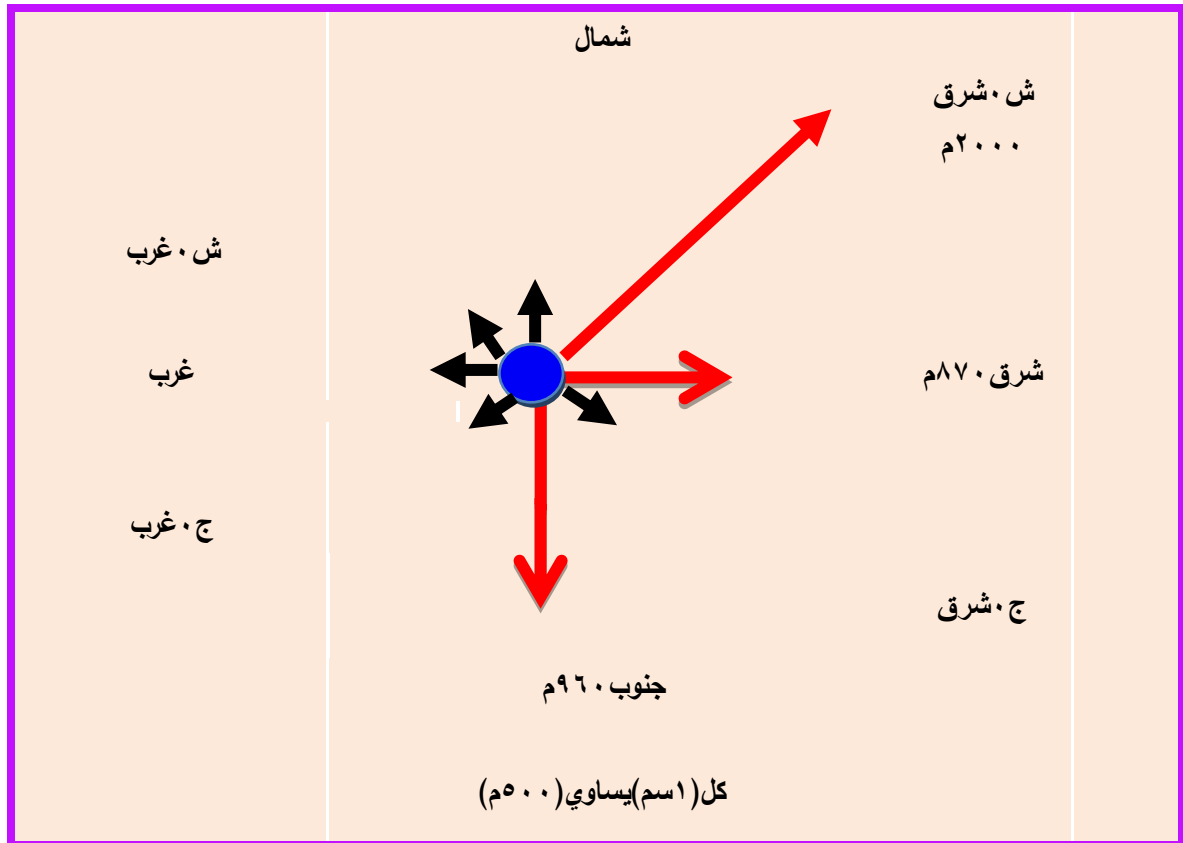 شمال
ش٠شرق
٢٠٠٠م
ش٠غرب
شرق٨٧٠م
غرب
ج٠غرب
ج٠شرق
جنوب٩٦٠م
كل(١سم)يساوي(٥٠٠م)